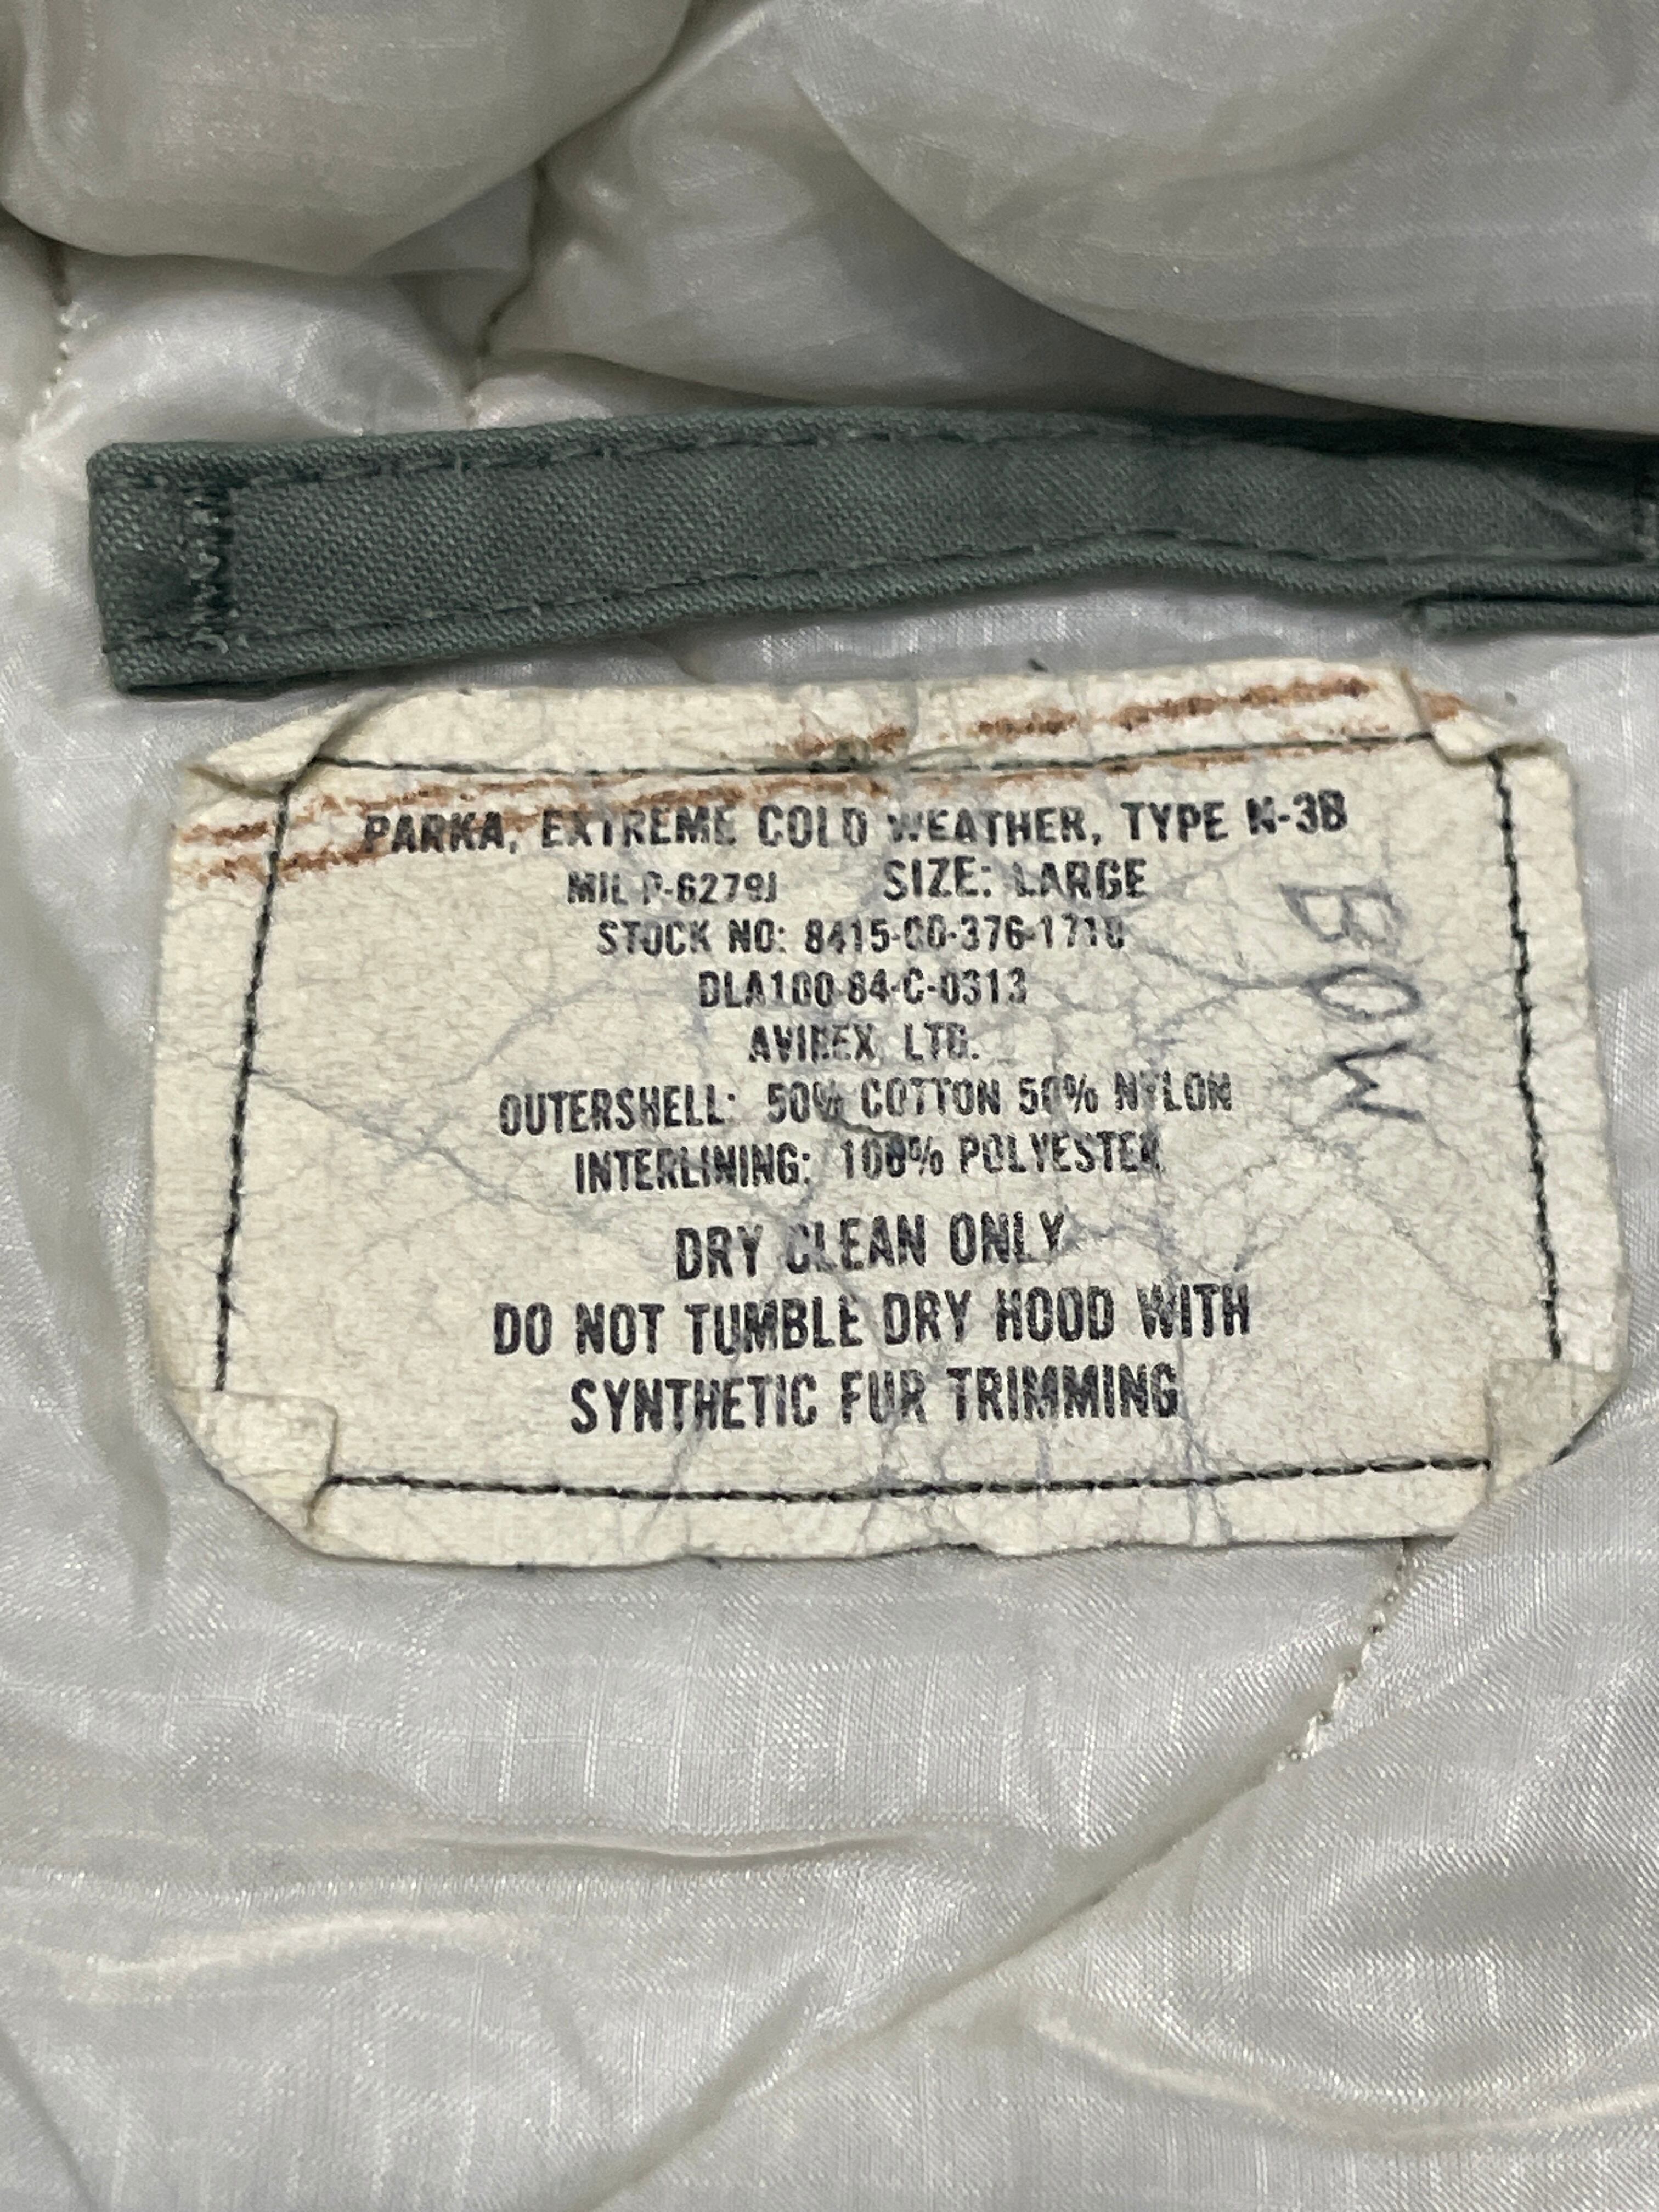 PARKA, EXTREME COLD WEATHER, TYPE N-3B
MIL-P-6279J SIZE: LARGE
STOCK NO: 8415-00-376-1710
DLA100-84-C-0313
AVIREX, LTD.
OUTERSHELL: 50% COTTON 50% NYLON
INTERLINING: 100% POLYESTER
DRY CLEAN ONLY
DO NOT TUMBLE DRY HOOD WITH
SYNTHETIC FUR TRIMMING
BOW